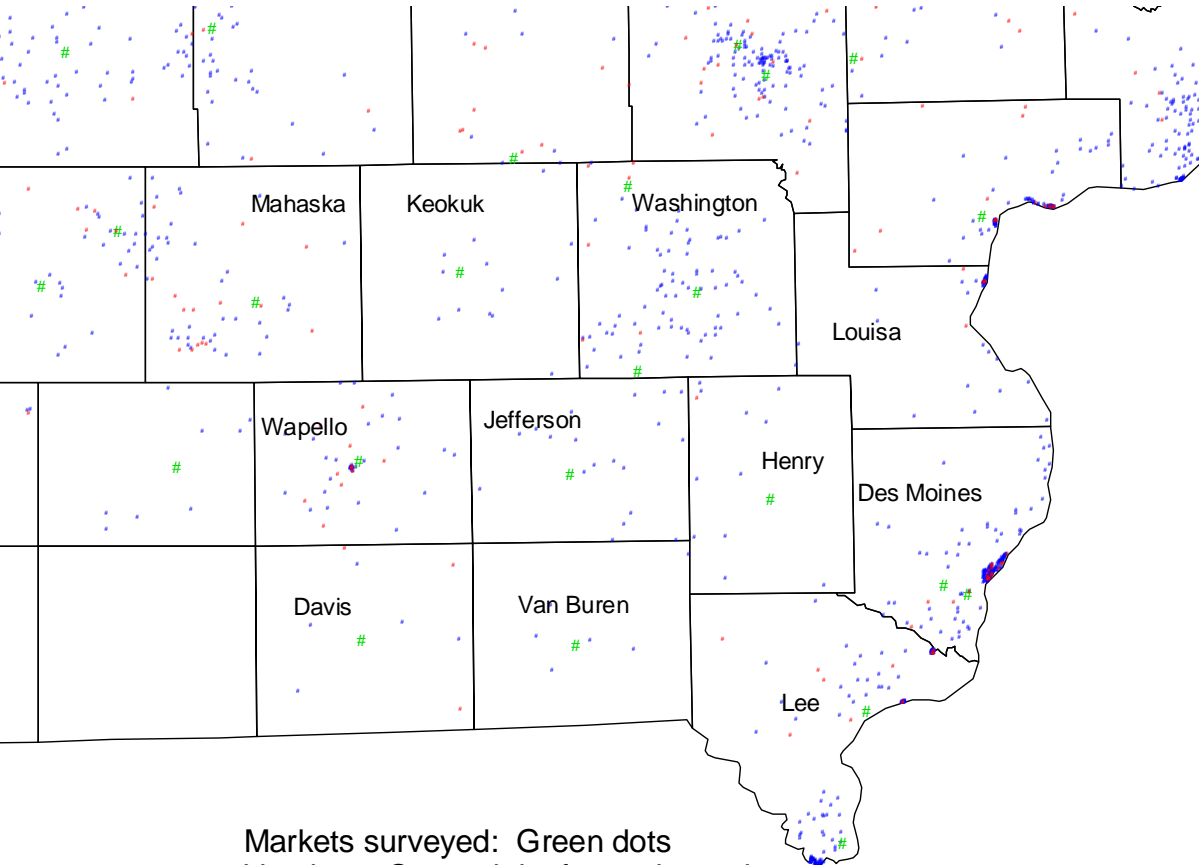 Mahaska
Keokuk
Washington
Louisa
Wapello
Jefferson
Henry
Des Moines
Davis
Van Buren
Lee
Markets surveyed: Green dots